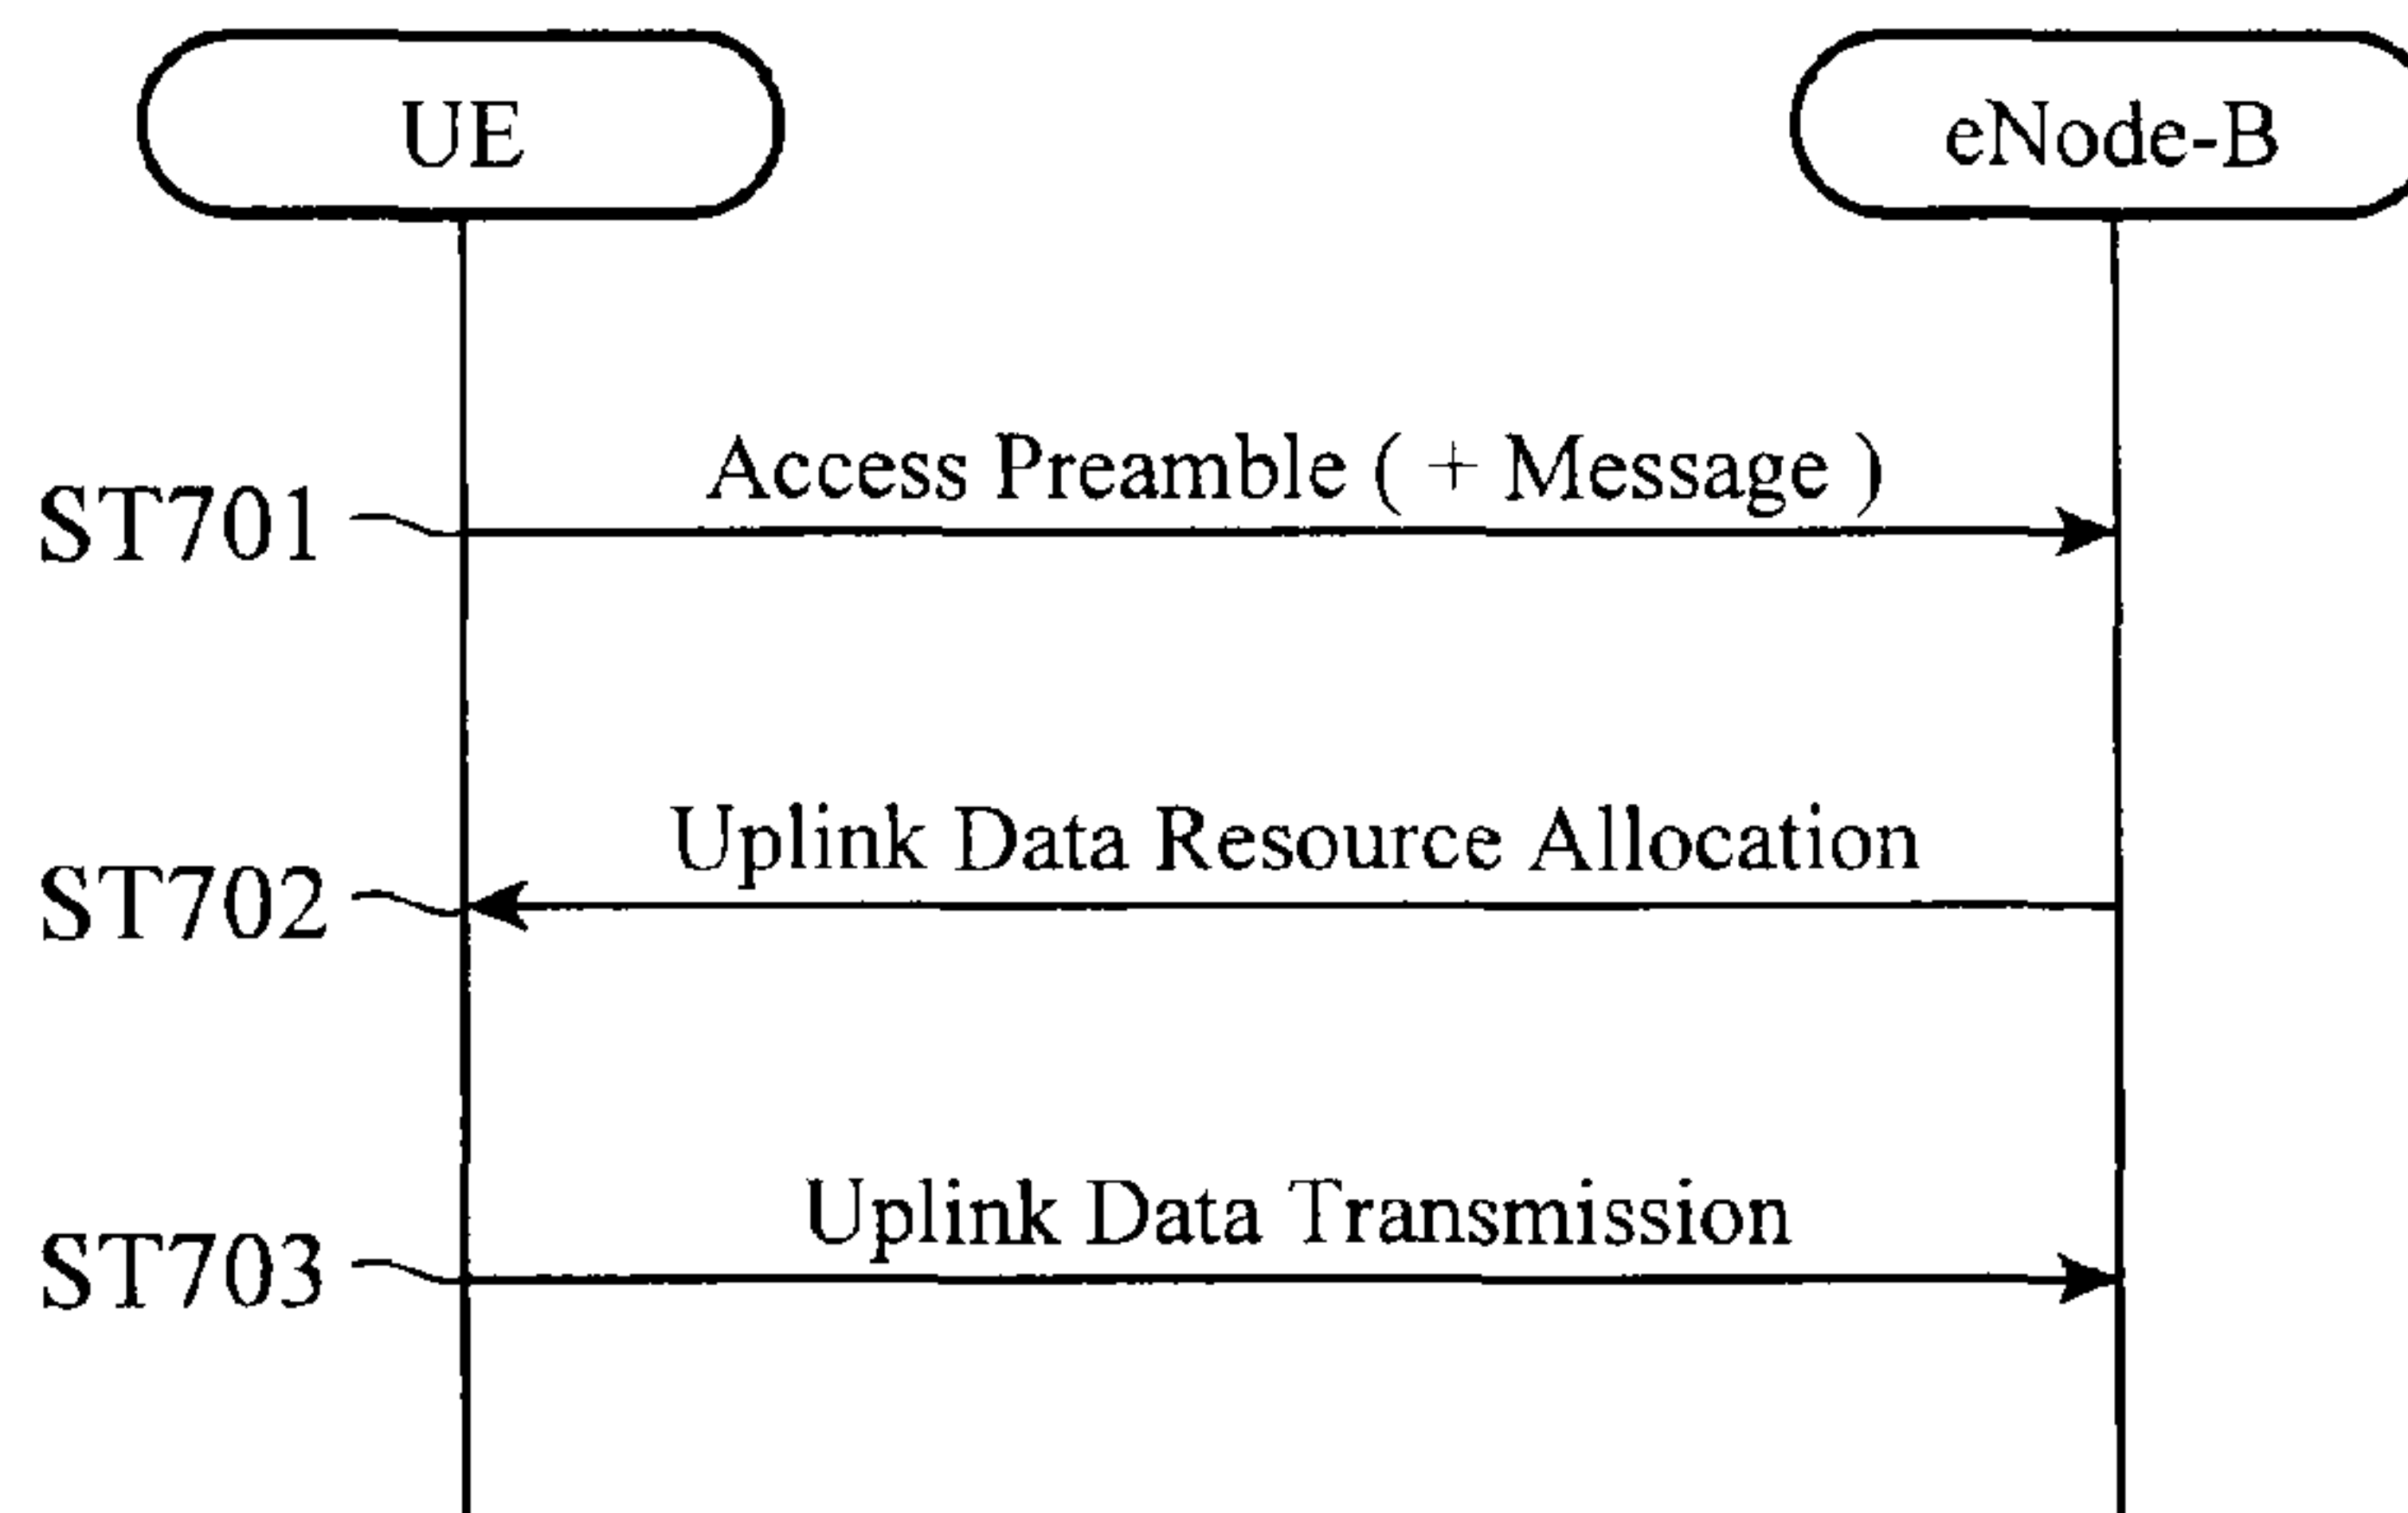 UE
eNode-B
Access Preamble ( + Message )
ST701
Uplink Data Resource Allocation
ST702
Uplink Data Transmission
ST703